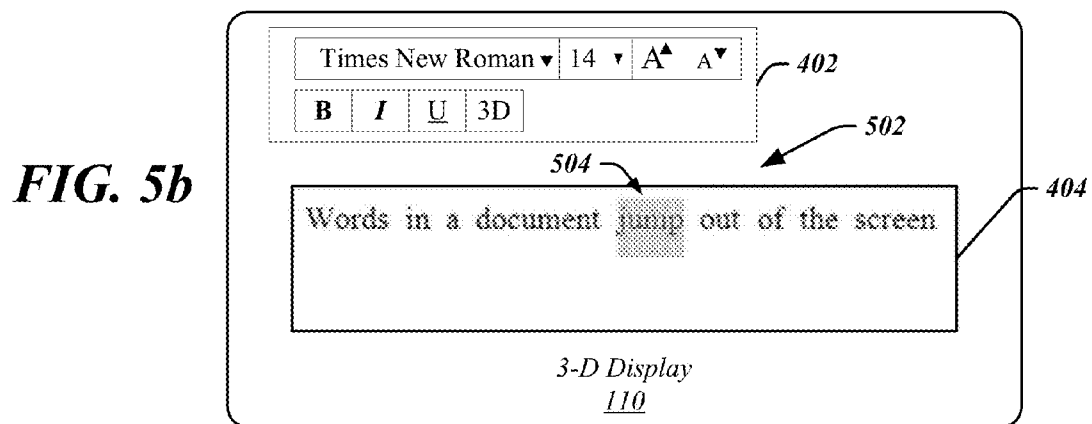 Times New Roman ▾ 14 ▾ A▲ A▼
402
B I U 3D
502
504
FIG. 5b
404
Words in a document jump out of the screen
3-D Display
110